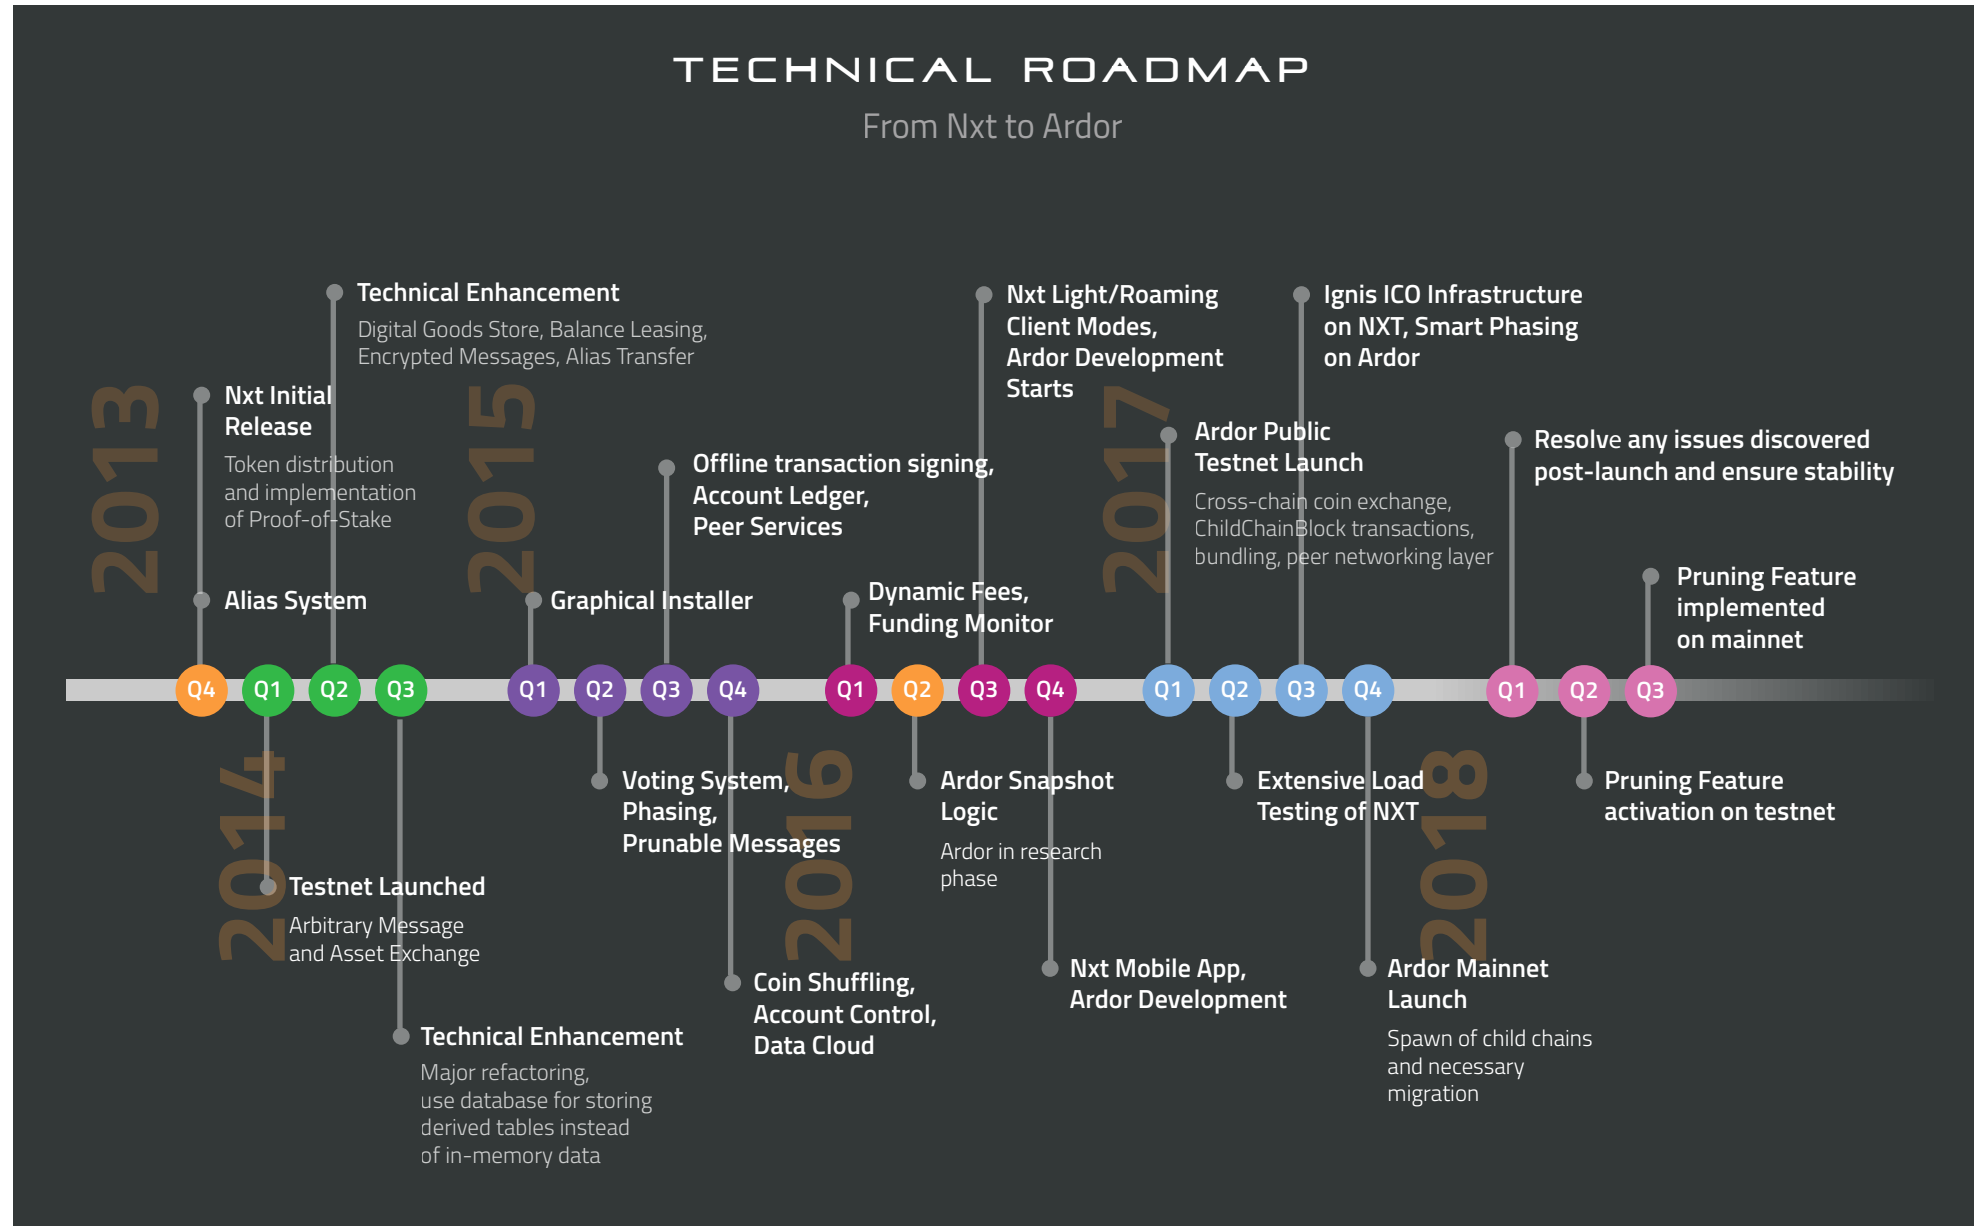 TECHNICAL ROADMAP
From Nxt to Ardor
2013
Nxt Initial
Release
Token distribution
and implementation
of Proof-of-Stake
Alias System
Technical Enhancement
Digital Goods Store, Balance Leasing,
Encrypted Messages, Alias Transfer
2015
Graphical Installer
Offline transaction signing,
Account Ledger,
Peer Services
Dynamic Fees,
Funding Monitor
Nxt Light/Roaming
Client Modes,
Ardor Development
Starts
2017
Ardor Public
Testnet Launch
Cross-chain coin exchange,
ChildChainBlock transactions,
bundling, peer networking layer
Ignis ICO Infrastructure
on NXT, Smart Phasing
on Ardor
Resolve any issues discovered
post-launch and ensure stability
Pruning Feature
implemented
on mainnet
Q4 Q1 Q2 Q3 Q1 Q2 Q3 Q4 Q1 Q2 Q3 Q4 Q1 Q2 Q3 Q4 Q1 Q2 Q3
2014
Testnet Launched
Arbitrary Message
and Asset Exchange
Technical Enhancement
Major refactoring,
use database for storing
derived tables instead
of in-memory data
Voting System,
Phasing,
Prunable Messages
Coin Shuffling,
Account Control,
Data Cloud
2016
Ardor Snapshot
Logic
Ardor in research
phase
Nxt Mobile App,
Ardor Development
Extensive Load
Testing of NXT
Ardor Mainnet
Launch
Spawn of child chains
and necessary
migration
2018
Pruning Feature
activation on testnet